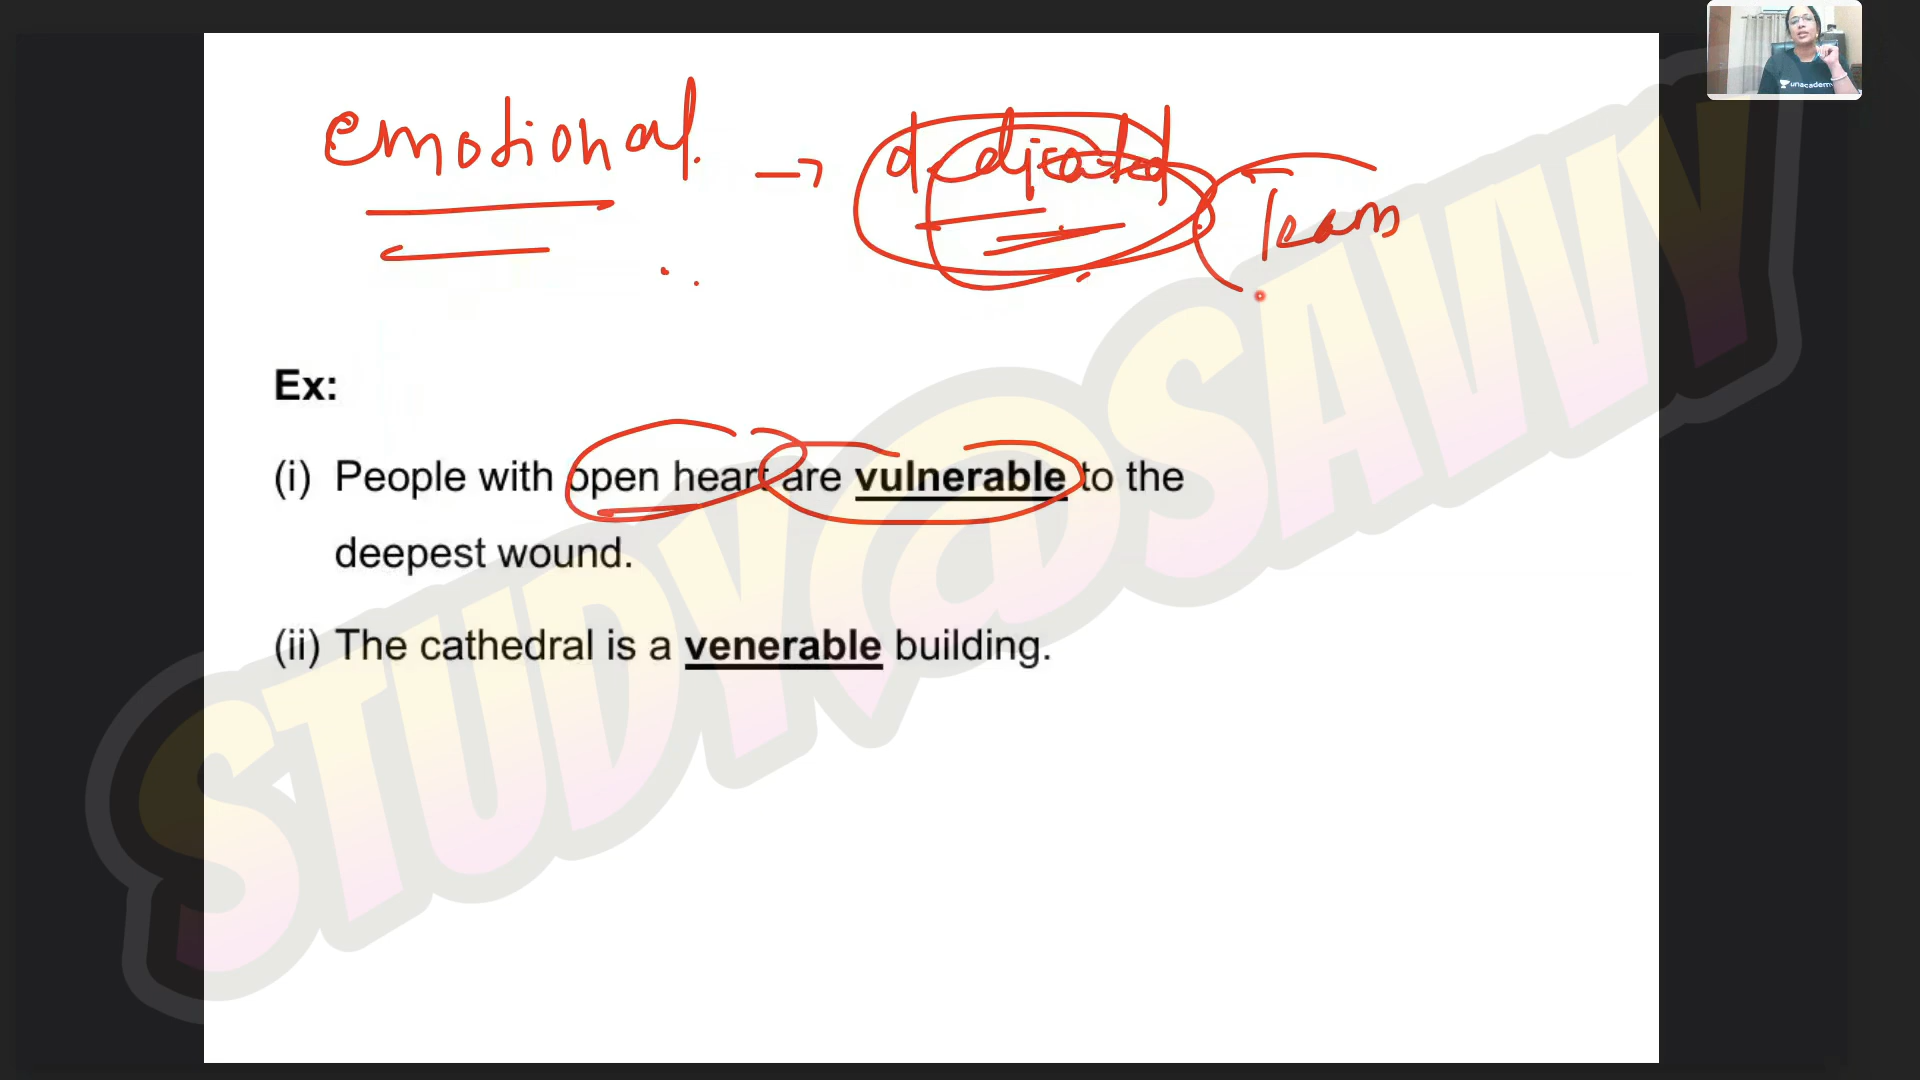 emotional.
→ dedicated
Team
Ex:
(i) People with open heart are vulnerable to the
deepest wound.
(ii) The cathedral is a venerable building.
STUDY@SAVVY
unacademy